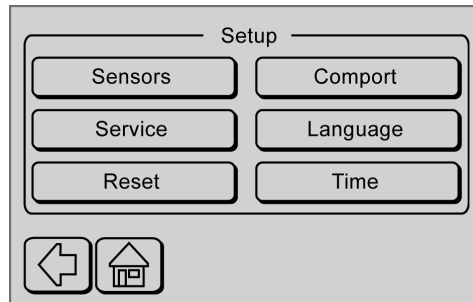 Setup
Sensors
Comport
Service
Language
Reset
Time